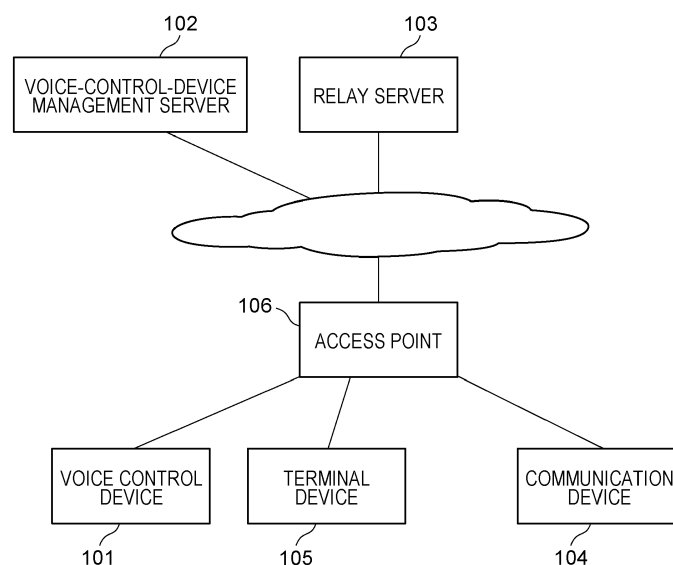 102
103
VOICE-CONTROL-DEVICE
MANAGEMENT SERVER
RELAY SERVER
106
ACCESS POINT
VOICE CONTROL
DEVICE
TERMINAL
DEVICE
COMMUNICATION
DEVICE
101
105
104